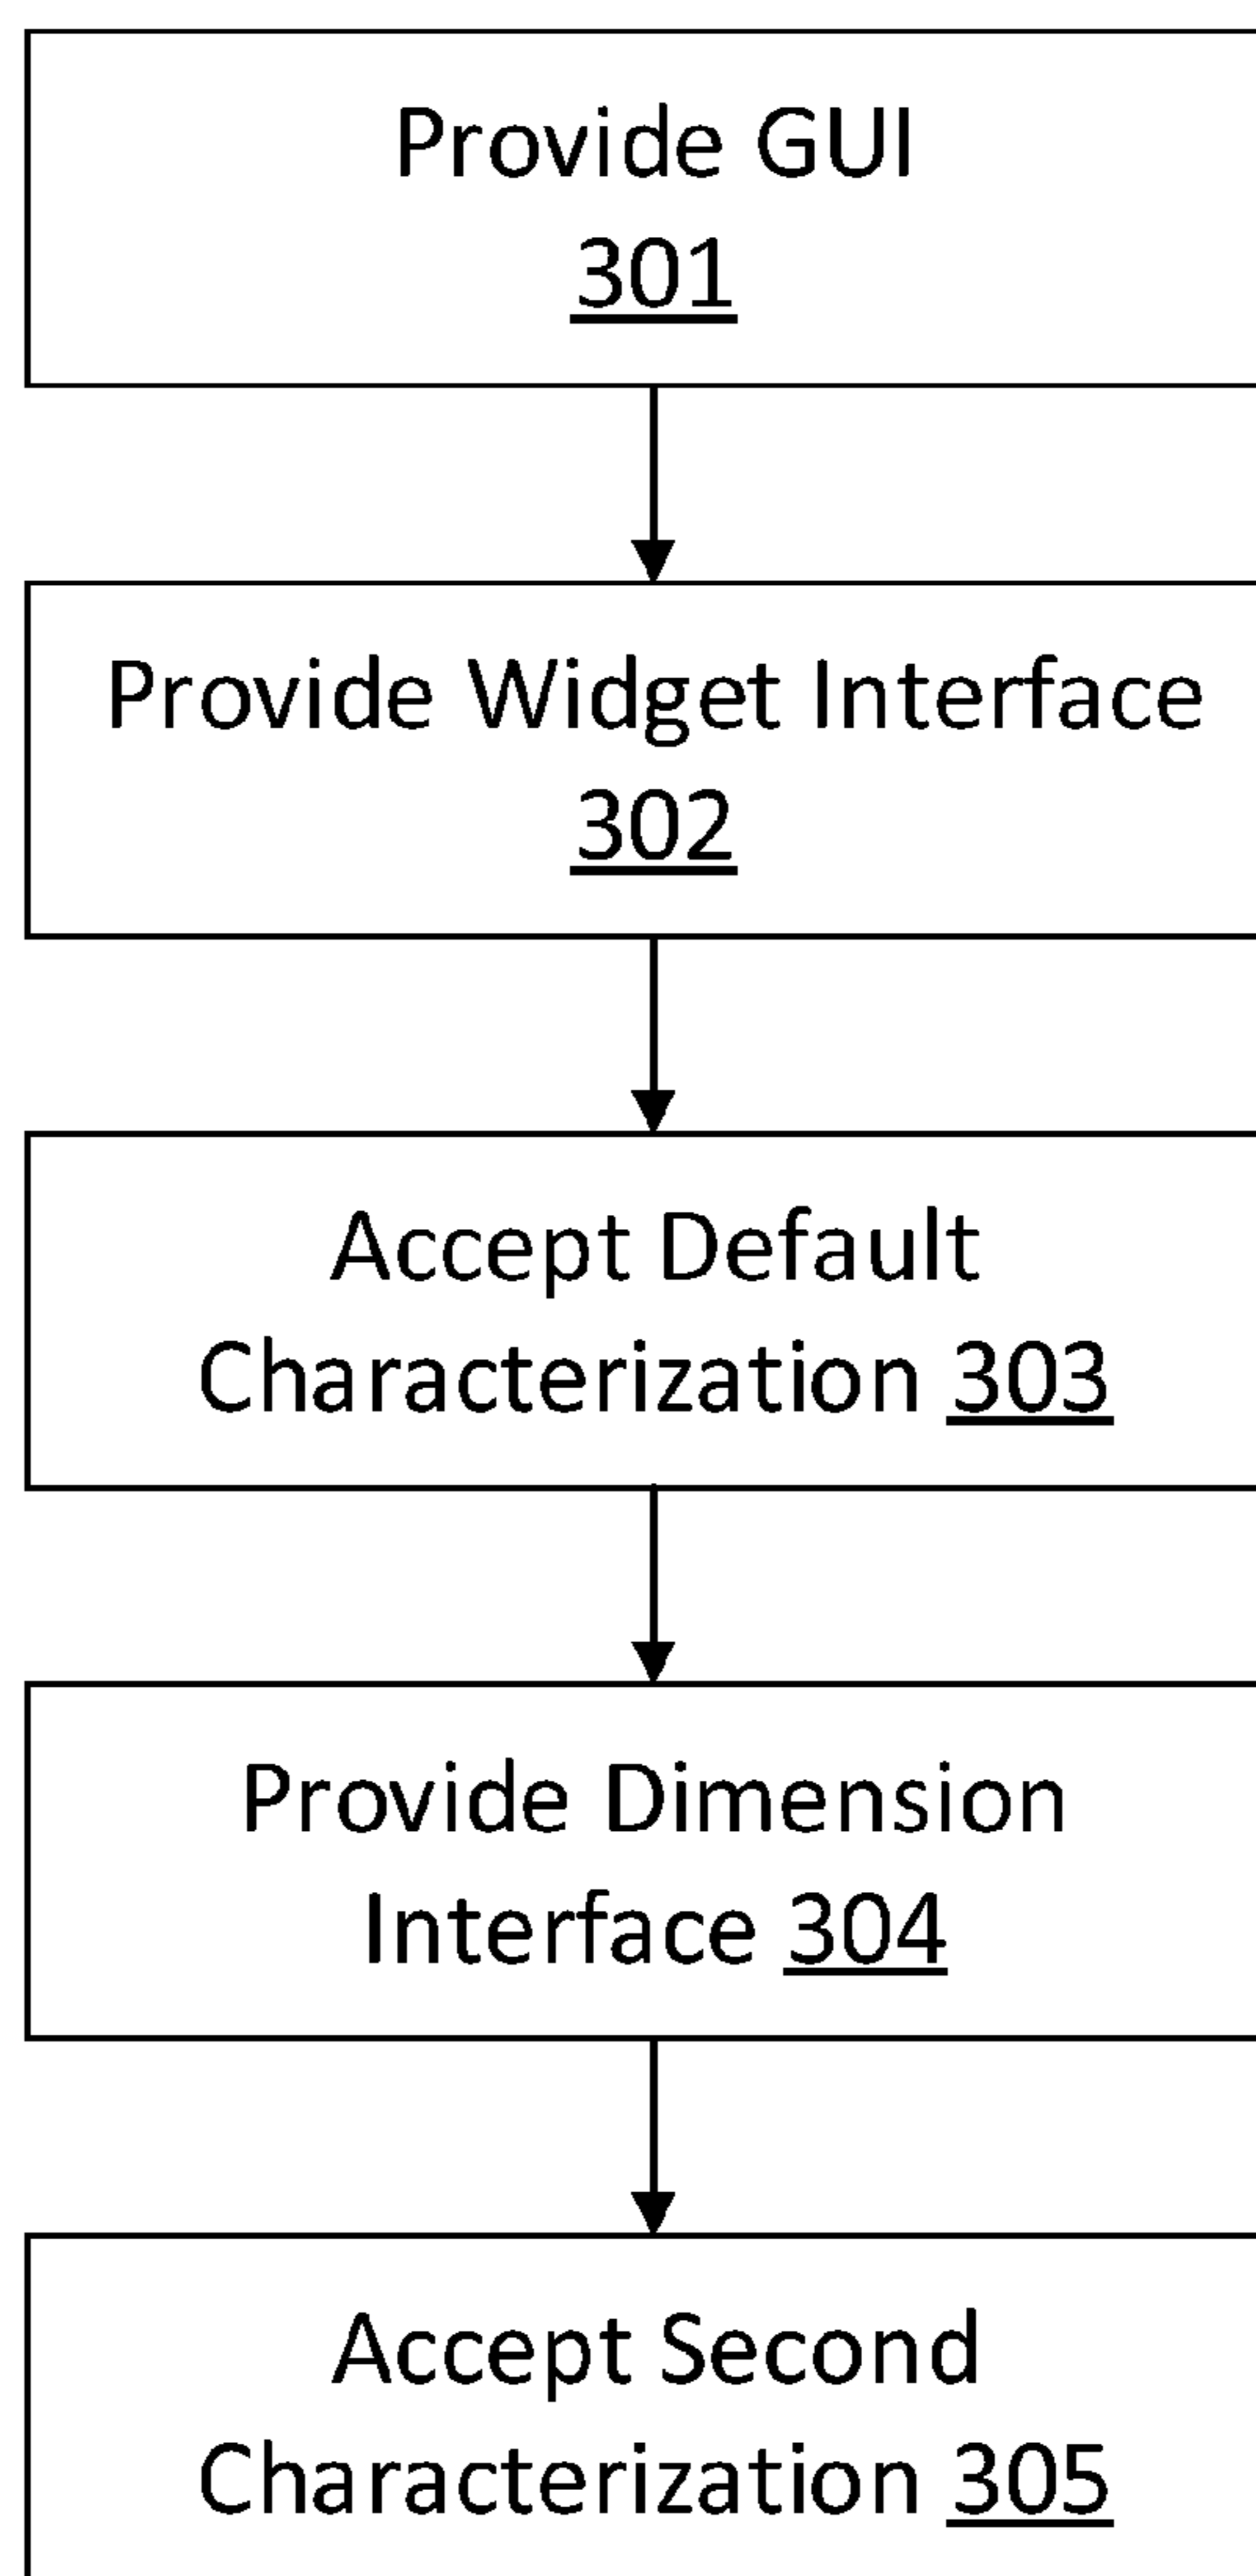 Provide GUI
301
Provide Widget Interface
302
Accept Default
Characterization 303
Provide Dimension
Interface 304
Accept Second
Characterization 305